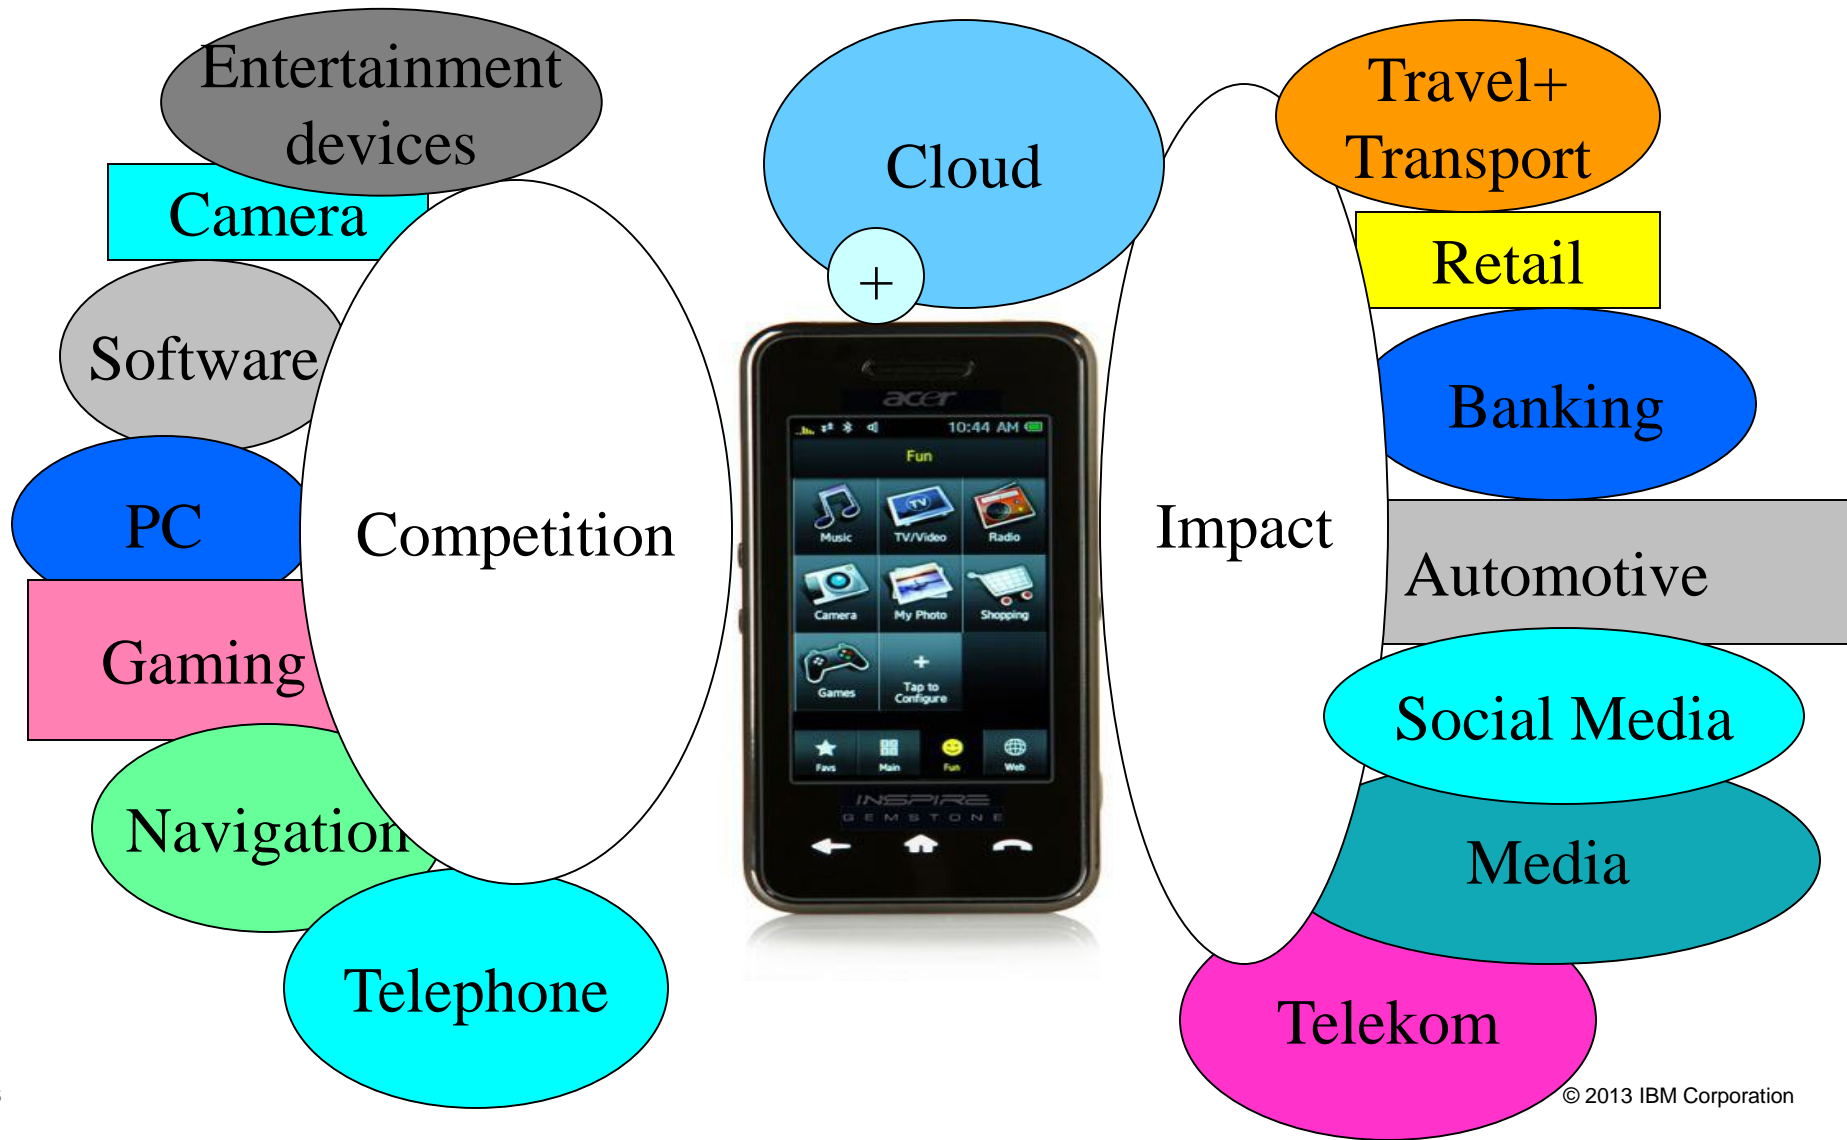 Entertainment
devices
Camera
Software
PC
Gaming
Navigation
Telephone
Competition
Cloud
+
acer
10:44 AM
Fun
Music
TV
TV/Video
Radio
Camera
My Photo
Shopping
Games
+
Tap to
Configure
Favs
Main
Fun
Web
INSPIRE
GEMSTONE
Impact
Travel+
Transport
Retail
Banking
Automotive
Social Media
Media
Telekom
© 2013 IBM Corporation